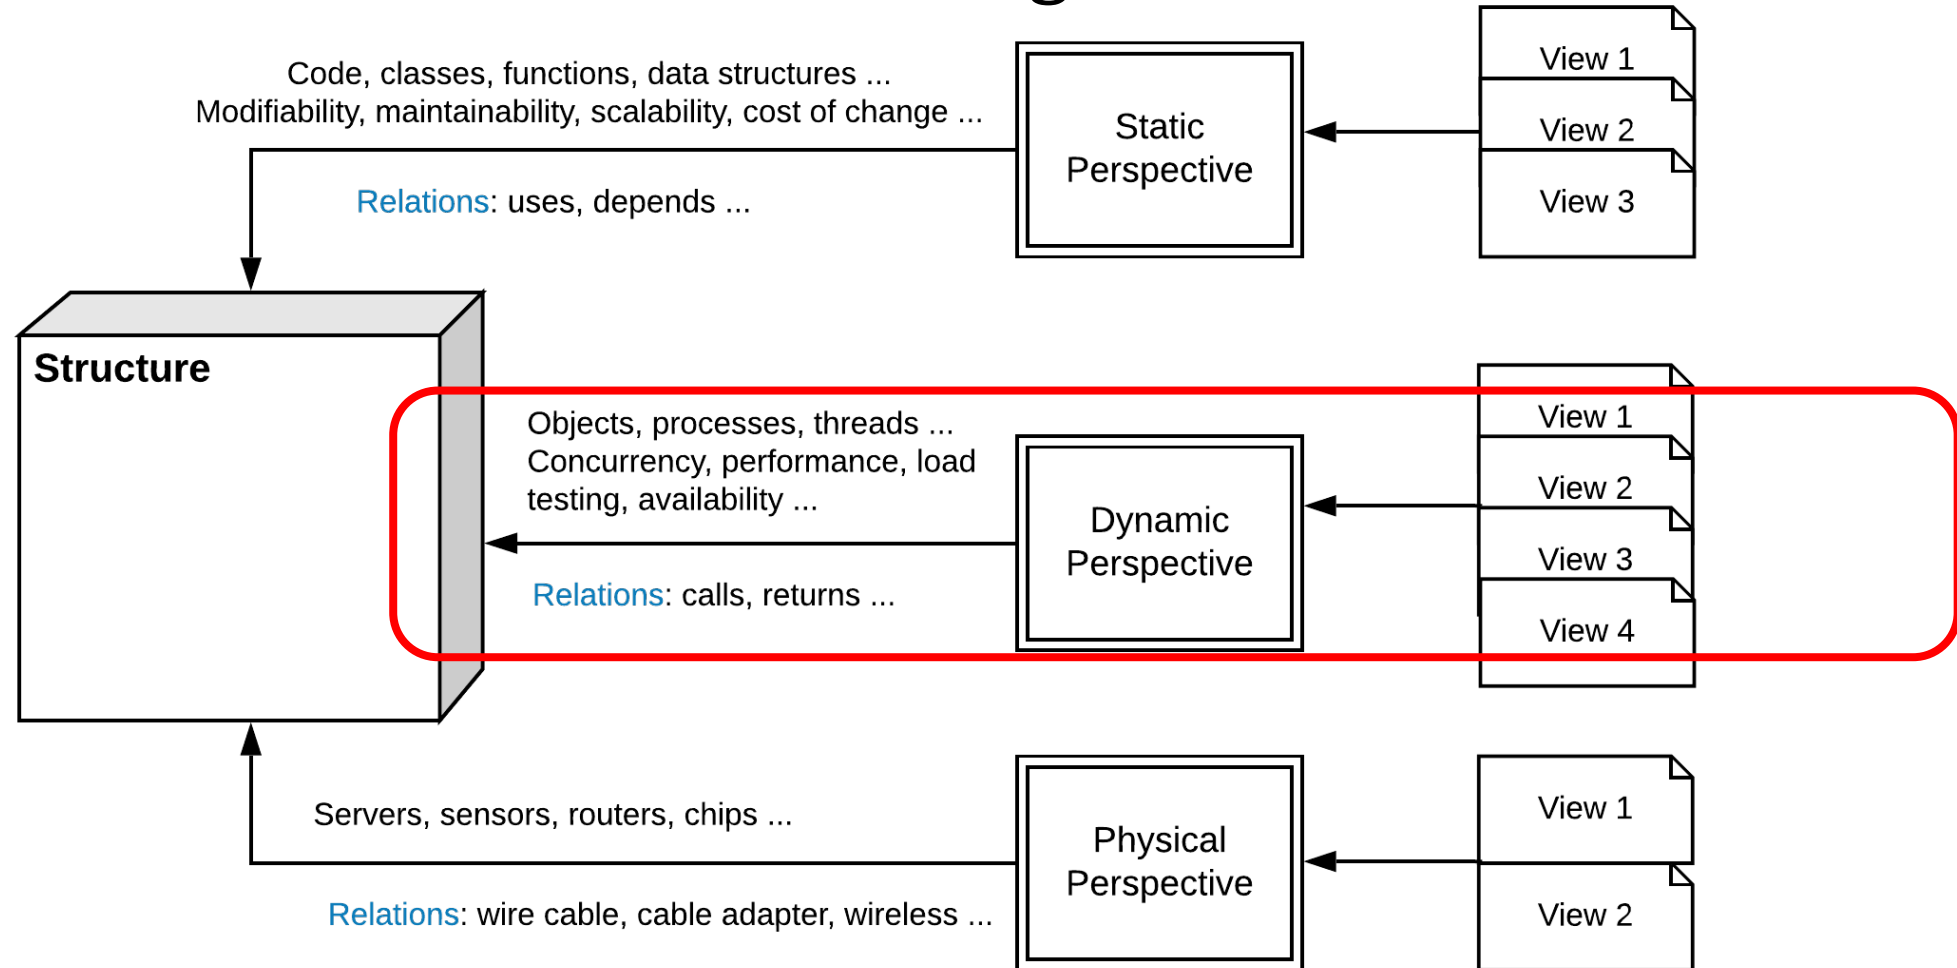 Code, classes, functions, data structures ...
Modifiability, maintainability, scalability, cost of change ...
Relations: uses, depends ...
Static
Perspective
View 1
View 2
View 3
Structure
Objects, processes, threads ...
Concurrency, performance, load
testing, availability ...
Relations: calls, returns ...
Dynamic
Perspective
View 1
View 2
View 3
View 4
Servers, sensors, routers, chips ...
Relations: wire cable, cable adapter, wireless ...
Physical
Perspective
View 1
View 2